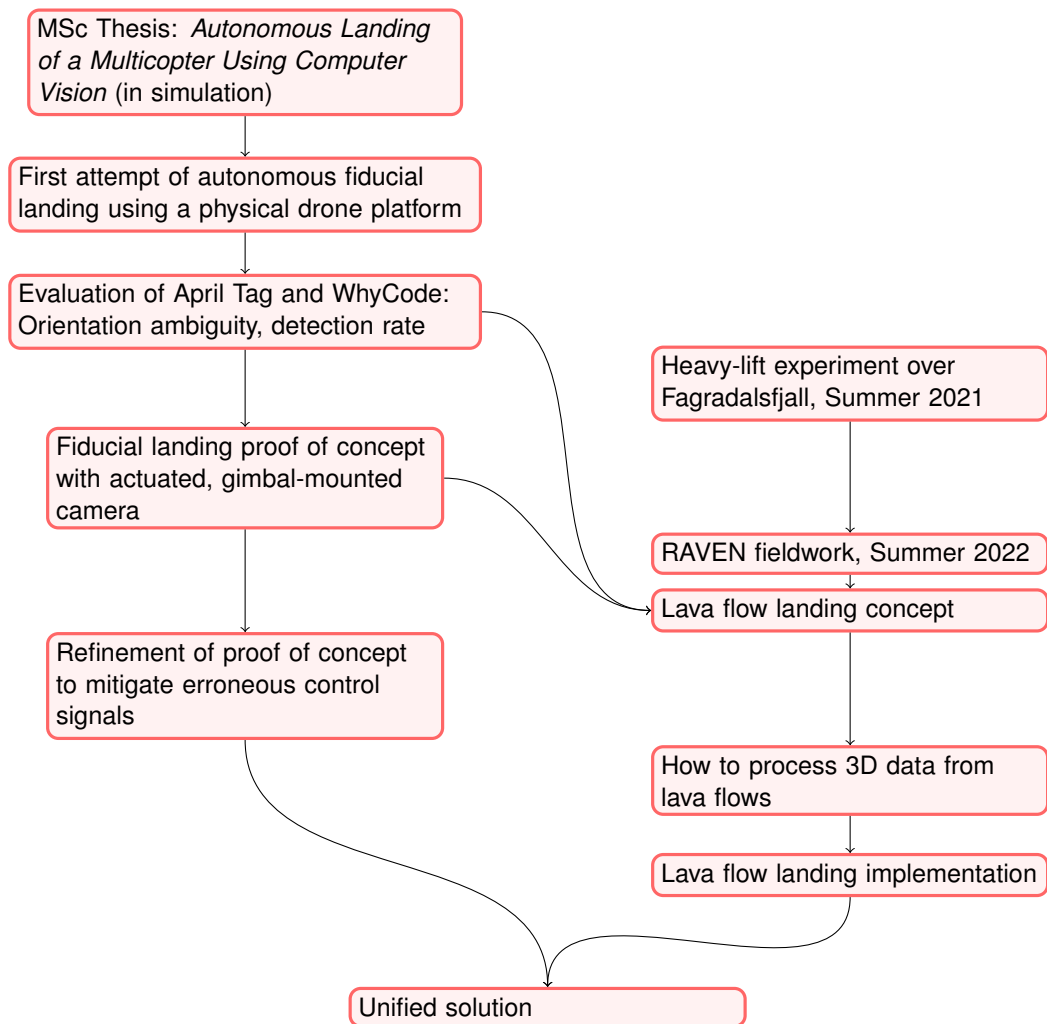 MSc Thesis: Autonomous Landing
of a Multicopter Using Computer
Vision (in simulation)
First attempt of autonomous fiducial
landing using a physical drone platform
Evaluation of April Tag and WhyCode:
Orientation ambiguity, detection rate
Fiducial landing proof of concept
with actuated, gimbal-mounted
camera
Refinement of proof of concept
to mitigate erroneous control
signals
Heavy-lift experiment over
Fagradalsfjall, Summer 2021
RAVEN fieldwork, Summer 2022
Lava flow landing concept
How to process 3D data from
lava flows
Lava flow landing implementation
Unified solution